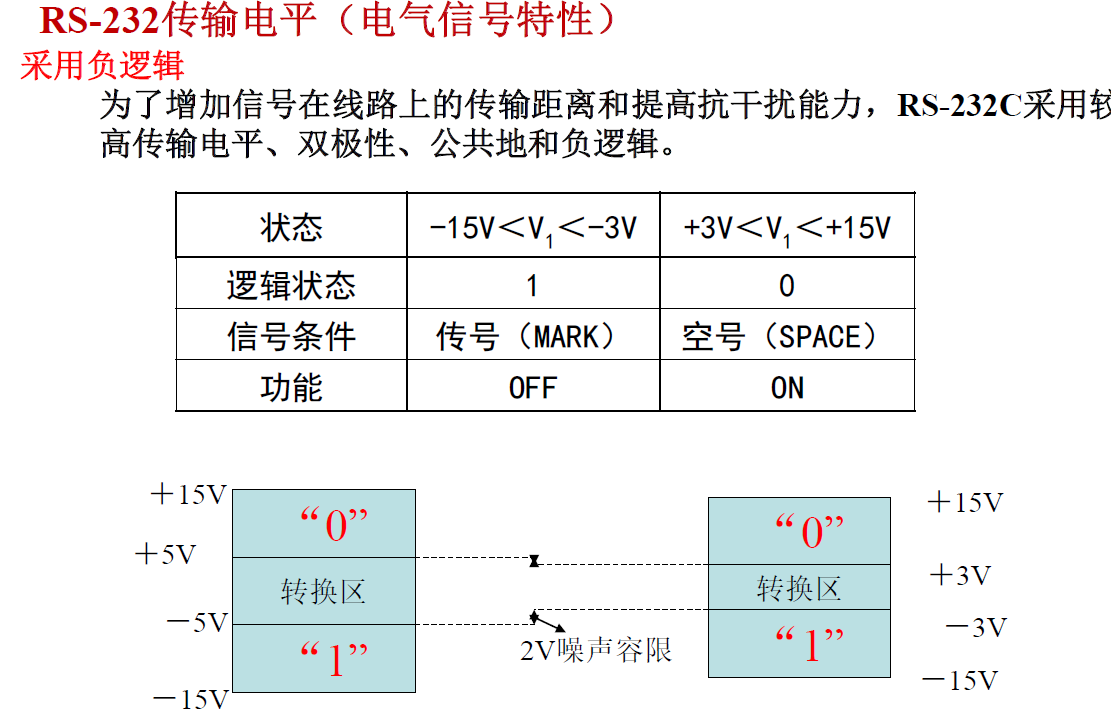 RS-232传输电平（电气信号特性）
采用负逻辑
为了增加信号在线路上的传输距离和提高抗干扰能力，RS-232C采用较
高传输电平、双极性、公共地和负逻辑。
状态 -15V＜V1＜-3V +3V＜V1＜+15V
逻辑状态 1 0
信号条件 传号（MARK） 空号（SPACE）
功能 OFF ON
＋15V “0” “0” ＋15V
＋5V ＋3V
转换区 转换区
－5V －3V
“1” 2V噪声容限 “1”
－15V －15V